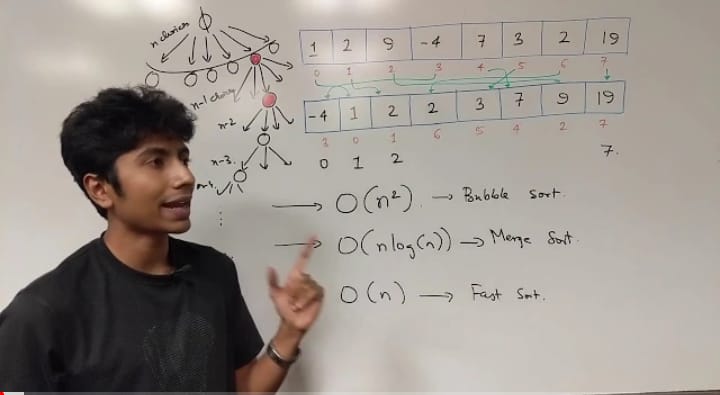 n choices
1 2 9 -4 7 3 2 19
0 1 2 3 4 5 6 7
n-1 choices
-4 1 2 2 3 7 9 19
n-2
3 0 1 6 5 4 2 7
0 1 2 7.
n-3.
n-4.
→ O(n²). → Bubble sort.
→ O(nlog(n)) → Merge Sort.
O(n) → Fast Sort.